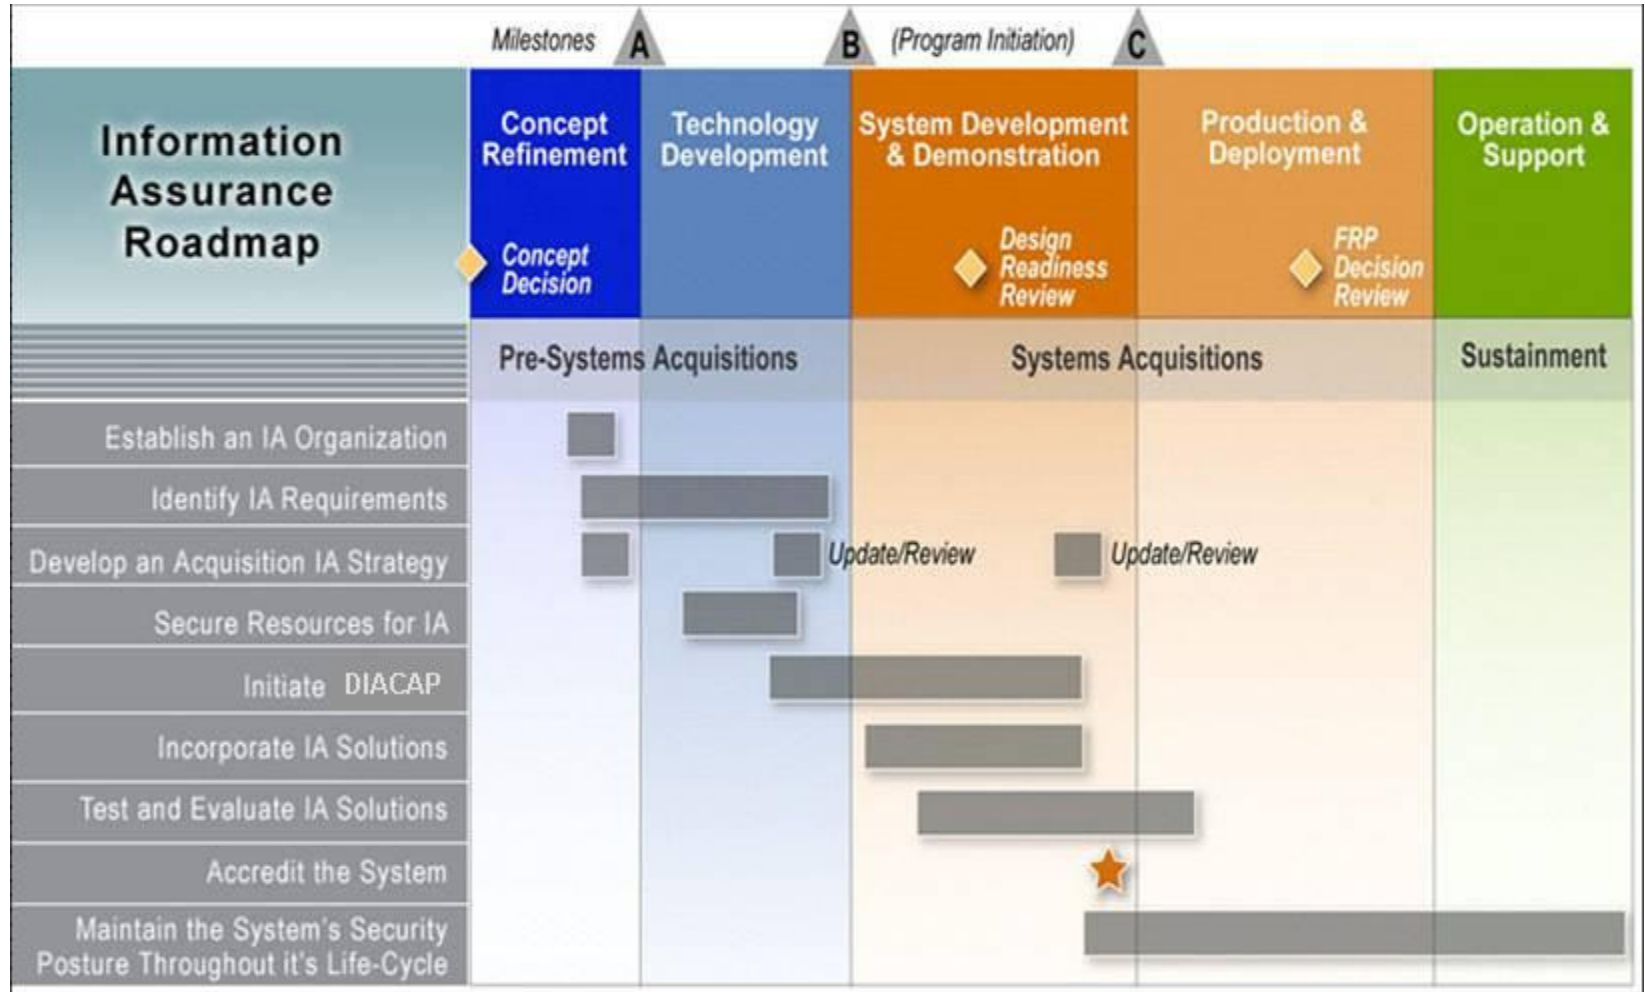 Milestones A B (Program Initiation) C
Information
Assurance
Roadmap
Concept
Refinement
Technology
Development
System Development
& Demonstration
Production &
Deployment
Operation &
Support
Concept
Decision
Design
Readiness
Review
FRP
Decision
Review
Pre-Systems Acquisitions
Systems Acquisitions
Sustainment
Establish an IA Organization
Identify IA Requirements
Develop an Acquisition IA Strategy
Update/Review
Update/Review
Secure Resources for IA
Initiate DIACAP
Incorporate IA Solutions
Test and Evaluate IA Solutions
Accredit the System
Maintain the System's Security
Posture Throughout it's Life-Cycle